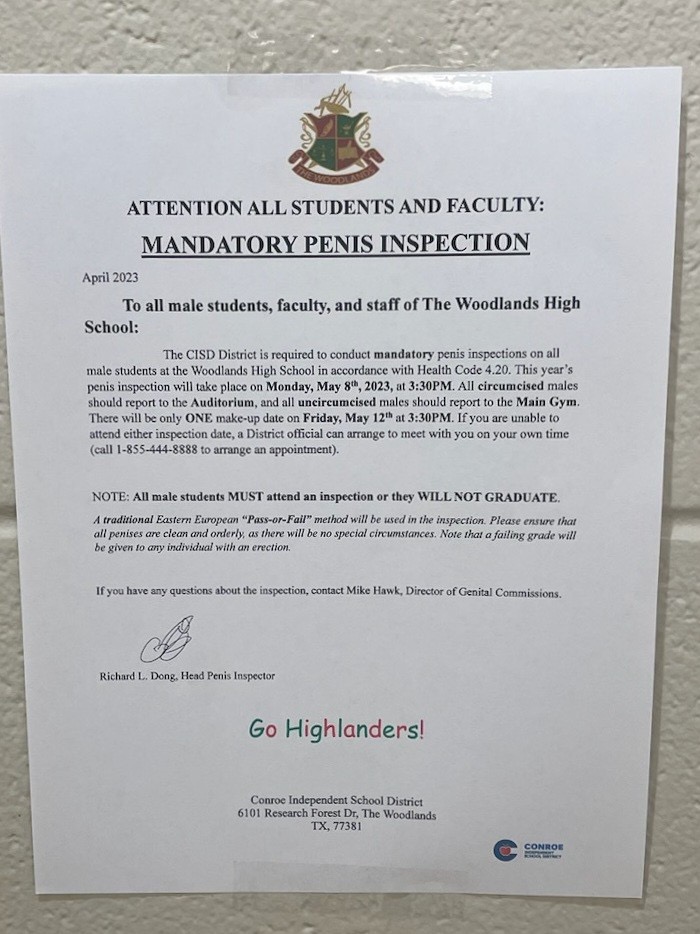 THE WOODLANDS
ATTENTION ALL STUDENTS AND FACULTY:
MANDATORY PENIS INSPECTION
April 2023
To all male students, faculty, and staff of The Woodlands High
School:
The CISD District is required to conduct mandatory penis inspections on all
male students at the Woodlands High School in accordance with Health Code 4.20. This year's
penis inspection will take place on Monday, May 8th, 2023, at 3:30PM. All circumcised males
should report to the Auditorium, and all uncircumcised males should report to the Main Gym.
There will be only ONE make-up date on Friday, May 12th at 3:30PM. If you are unable to
attend either inspection date, a District official can arrange to meet with you on your own time
(call 1-855-444-8888 to arrange an appointment).
NOTE: All male students MUST attend an inspection or they WILL NOT GRADUATE.
A traditional Eastern European "Pass-or-Fail" method will be used in the inspection. Please ensure that
all penises are clean and orderly, as there will be no special circumstances. Note that a failing grade will
be given to any individual with an erection.
If you have any questions about the inspection, contact Mike Hawk, Director of Genital Commissions.
Richard L. Dong, Head Penis Inspector
Go Highlanders!
Conroe Independent School District
6101 Research Forest Dr, The Woodlands
TX, 77381
CONROE
INDEPENDENT
SCHOOL DISTRICT